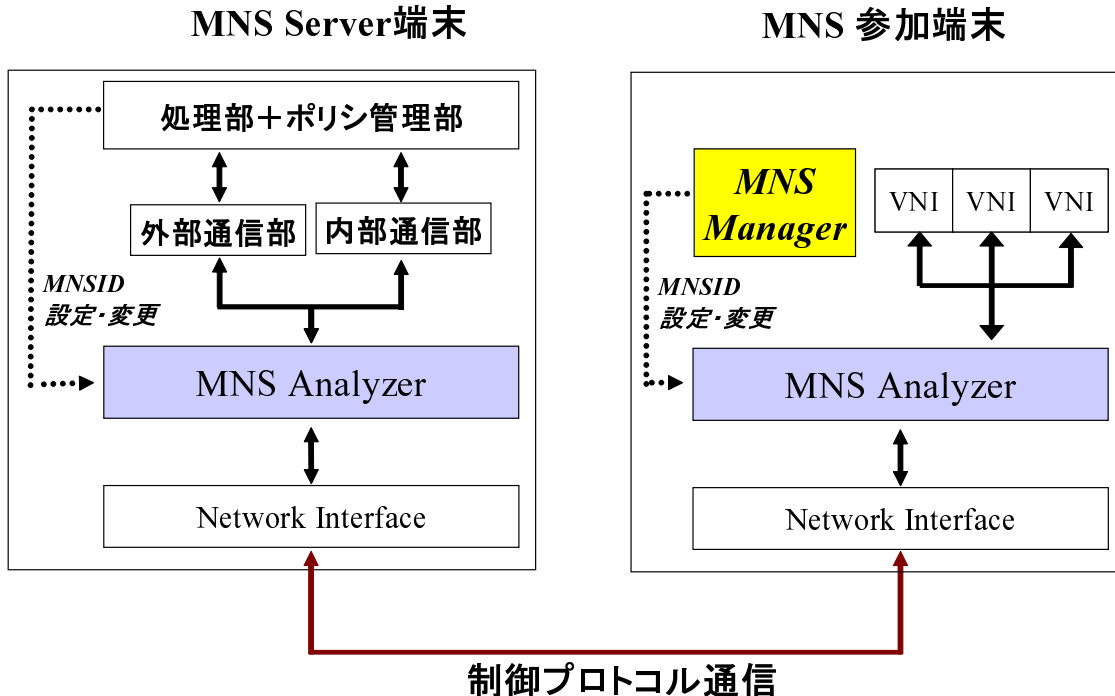 MNS Server端末
処理部＋ポリシ管理部
外部通信部
内部通信部
MNSID
設定・変更
MNS Analyzer
Network Interface
MNS 参加端末
MNS
Manager
VNI
VNI
VNI
MNSID
設定・変更
MNS Analyzer
Network Interface
制御プロトコル通信